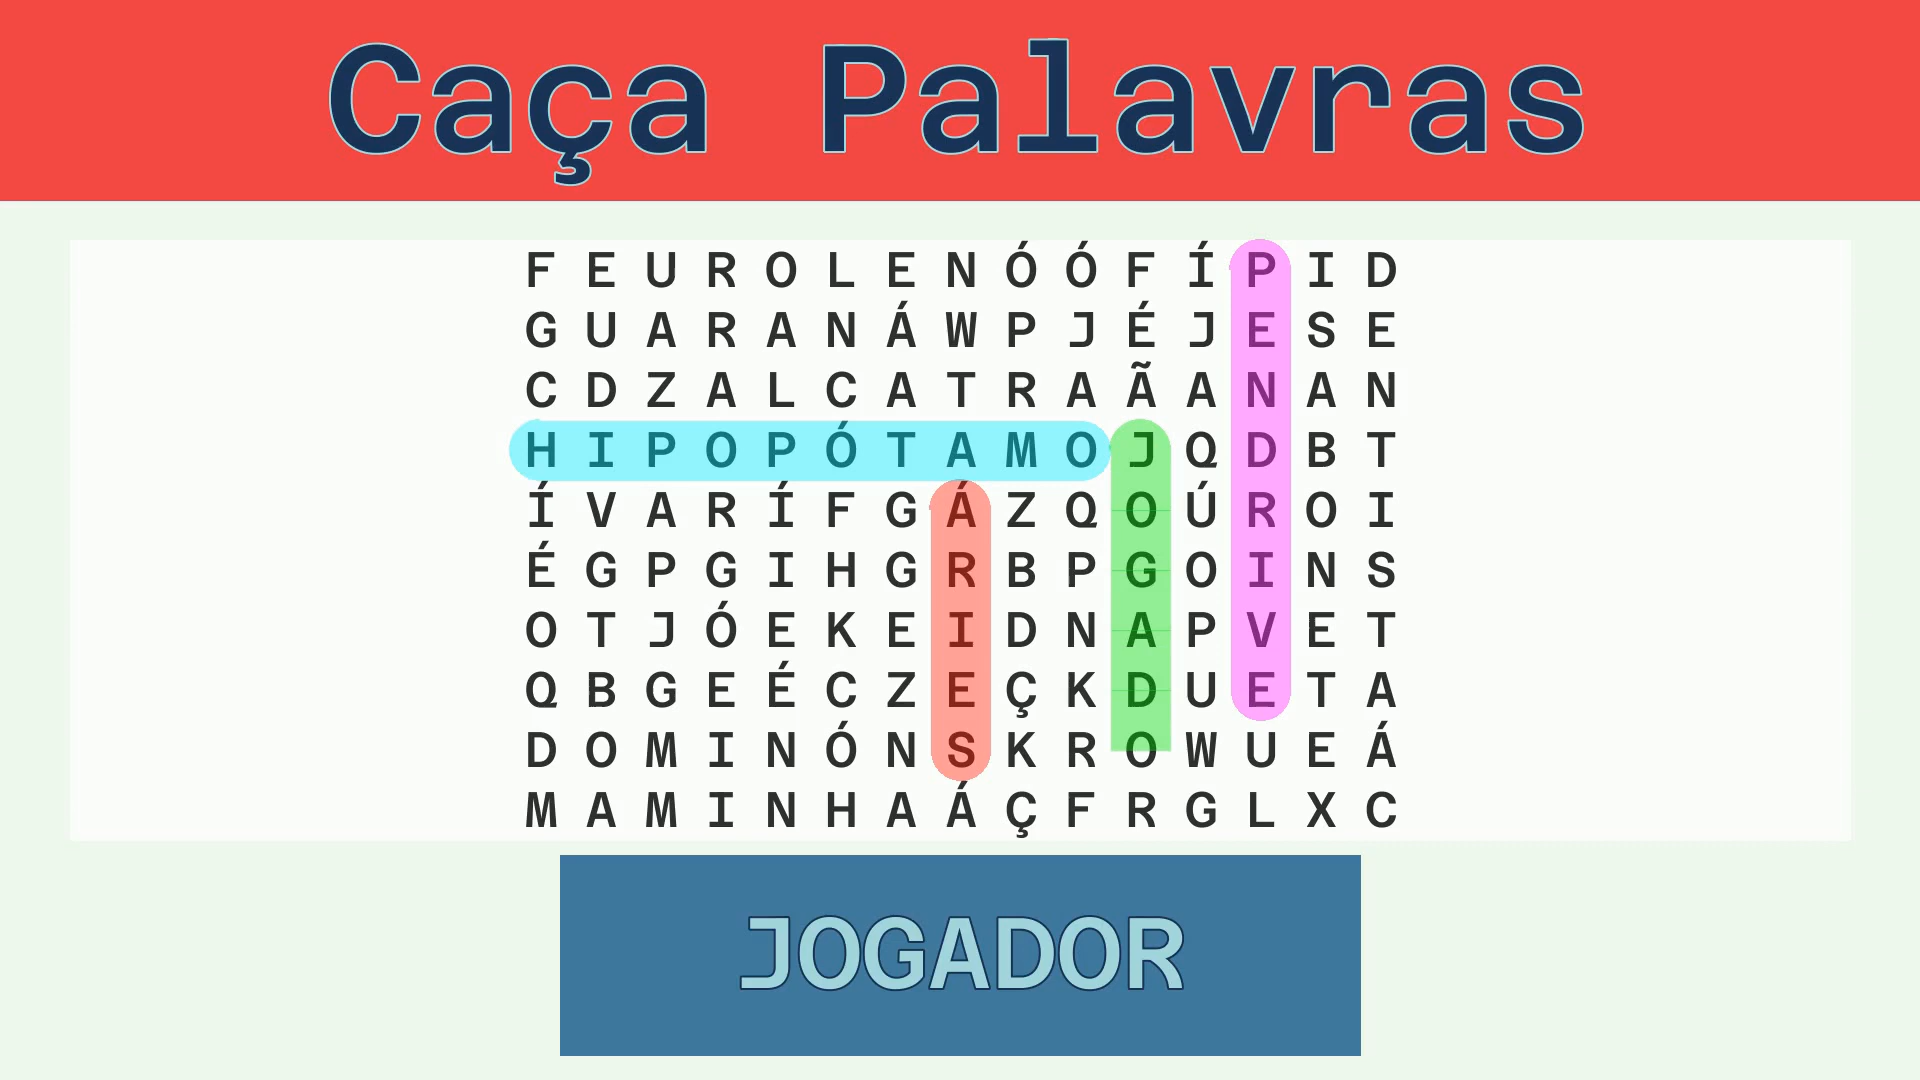 Caça Palavras
F E U R O L E N Ó Ó F Í P I D
G U A R A N Á W P J É J E S E
C D Z A L C A T R A Ã A N A N
H I P O P Ó T A M O J Q D B T
Í V A R Í F G Á Z Q O Ú R O I
É G P G I H G R B P G O I N S
O T J Ó E K E I D N A P V E T
Q B G E É C Z E Ç K D U E T A
D O M I N Ó N S K R O W U E Á
M A M I N H A Á Ç F R G L X C
JOGADOR